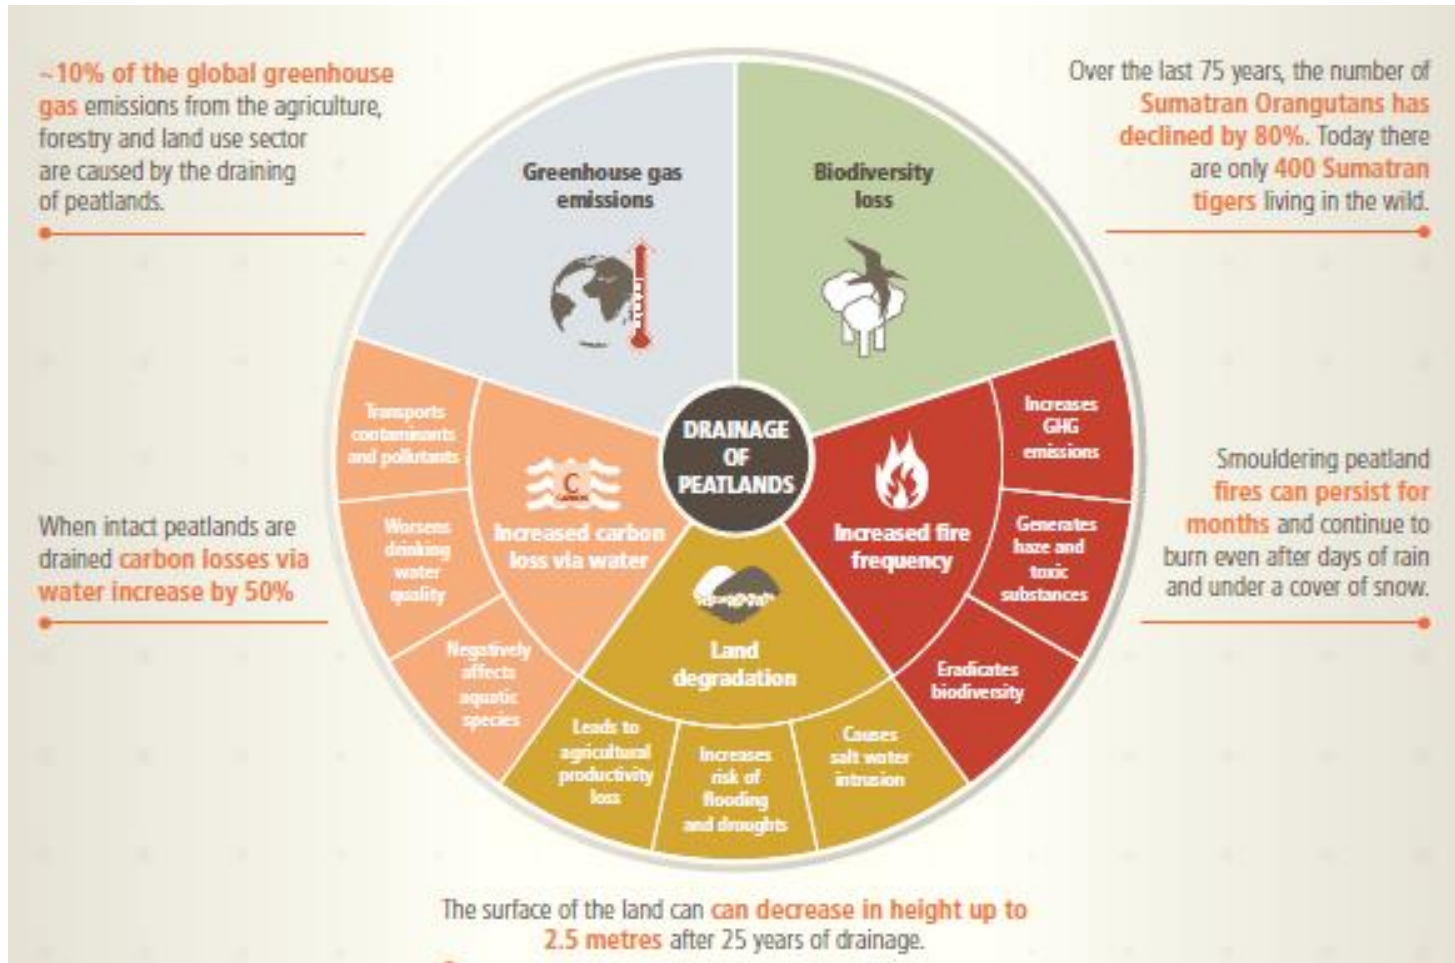 ~10% of the global greenhouse
gas emissions from the agriculture,
forestry and land use sector
are caused by the draining
of peatlands.
Over the last 75 years, the number of
Sumatran Orangutans has
declined by 80%. Today there
are only 400 Sumatran
tigers living in the wild.
Greenhouse gas
emissions
Biodiversity
loss
DRAINAGE
OF
PEATLANDS
Transports
contaminants
and pollutants
Worsens
drinking
water
quality
Negatively
affects
aquatic
species
C
CARBON
Increased carbon
loss via water
Increased fire
frequency
Increases
GHG
emissions
Generates
haze and
toxic
substances
Eradicates
biodiversity
Land
degradation
Leads to
agricultural
productivity
loss
Increases
risk of
flooding
and droughts
Causes
salt water
intrusion
When intact peatlands are
drained carbon losses via
water increase by 50%
Smouldering peatland
fires can persist for
months and continue to
burn even after days of rain
and under a cover of snow.
The surface of the land can can decrease in height up to
2.5 metres after 25 years of drainage.